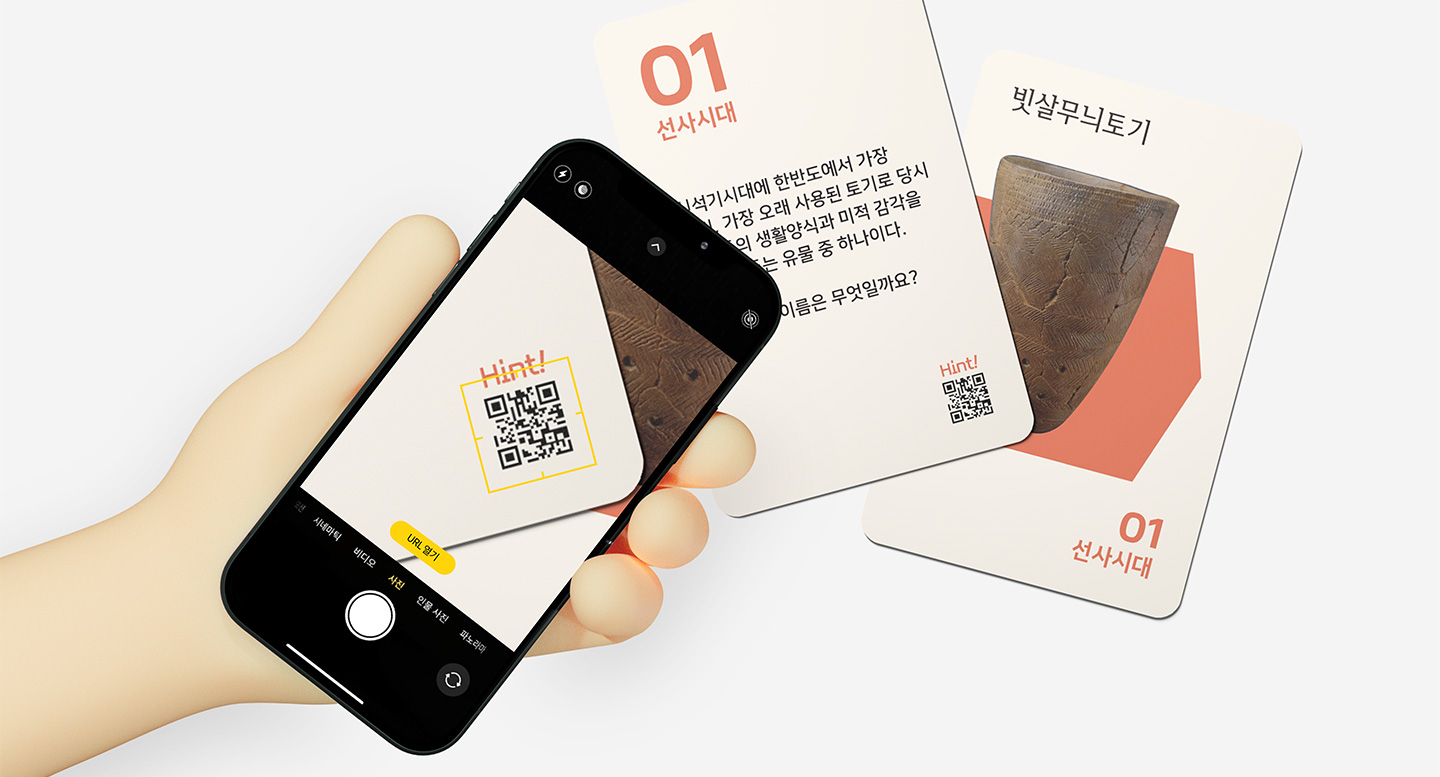 01
선사시대
석기시대에 한반도에서 가장
가장 오래 사용된 토기로 당시
의 생활양식과 미적 감각을
는 유물 중 하나이다.
이름은 무엇일까요?
Hint!
빗살무늬토기
01
선사시대
Hint!
URL 열기
시네마틱
비디오
사진
인물 사진
파노라마